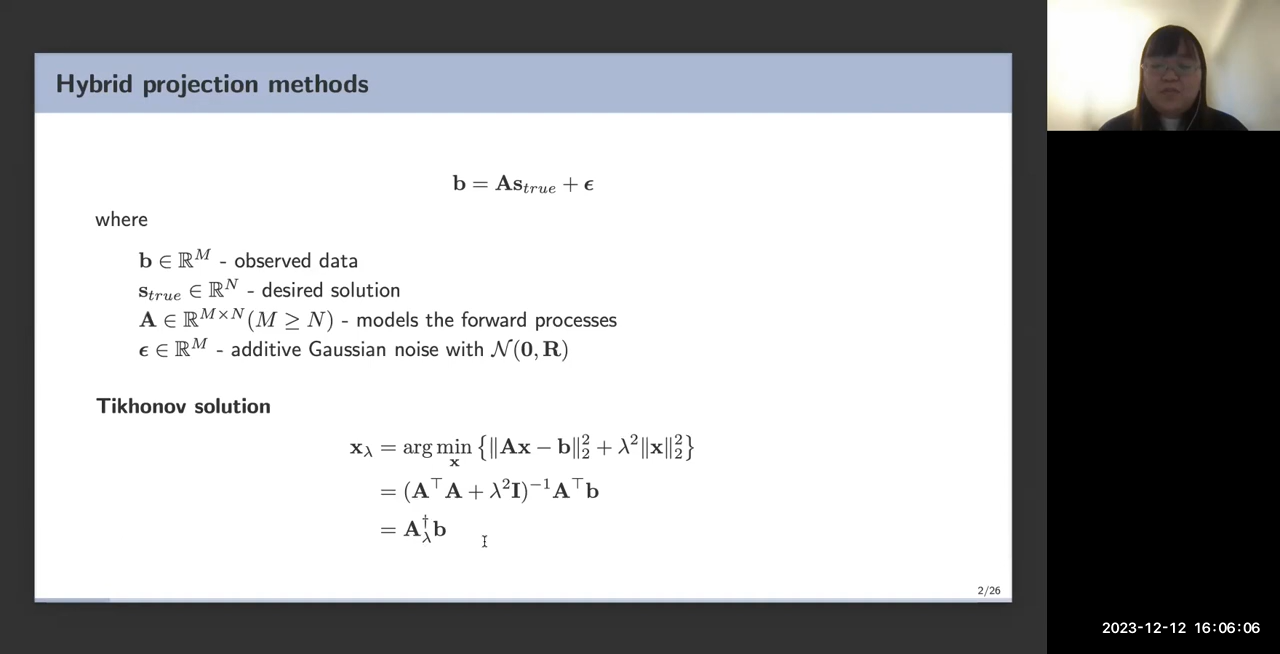 Hybrid projection methods
b = As_{true} + ϵ
where
b ∈ ℝ^M - observed data
s_{true} ∈ ℝ^N - desired solution
A ∈ ℝ^{M×N}(M ≥ N) - models the forward processes
ϵ ∈ ℝ^M - additive Gaussian noise with 𝒩(0, R)
Tikhonov solution
x_λ = arg min_x {‖Ax − b‖_2^2 + λ^2‖x‖_2^2}
= (A^⊤A + λ^2I)^{−1}A^⊤b
= A_λ^†b
2/26
2023-12-12 16:06:06